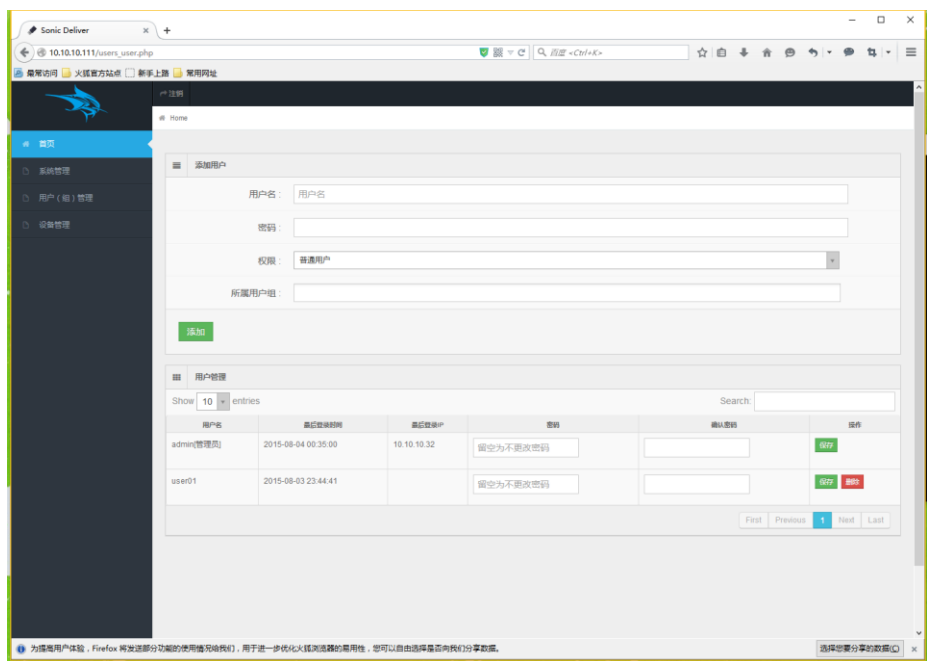 Sonic Deliver
10.10.10.111/users_user.php
百度 <Ctrl+K>
最常访问 火狐官方站点 新手上路 常用网址
注销
Home
首页
系统管理
用户（组）管理
设备管理
添加用户
用户名：
用户名
密码：
权限：
普通用户
所属用户组：
添加
用户管理
Show 10 entries
Search:
用户名 最后登录时间 最后登录IP 密码 确认密码 操作
admin[管理员] 2015-08-04 00:35:00 10.10.10.32 留空为不更改密码 保存
user01 2015-08-03 23:44:41 留空为不更改密码 保存 删除
First Previous 1 Next Last
为提高用户体验，Firefox 将发送部分功能的使用情况给我们，用于进一步优化火狐浏览器的易用性，您可以自由选择是否向我们分享数据。
选择您要分享的数据(C)